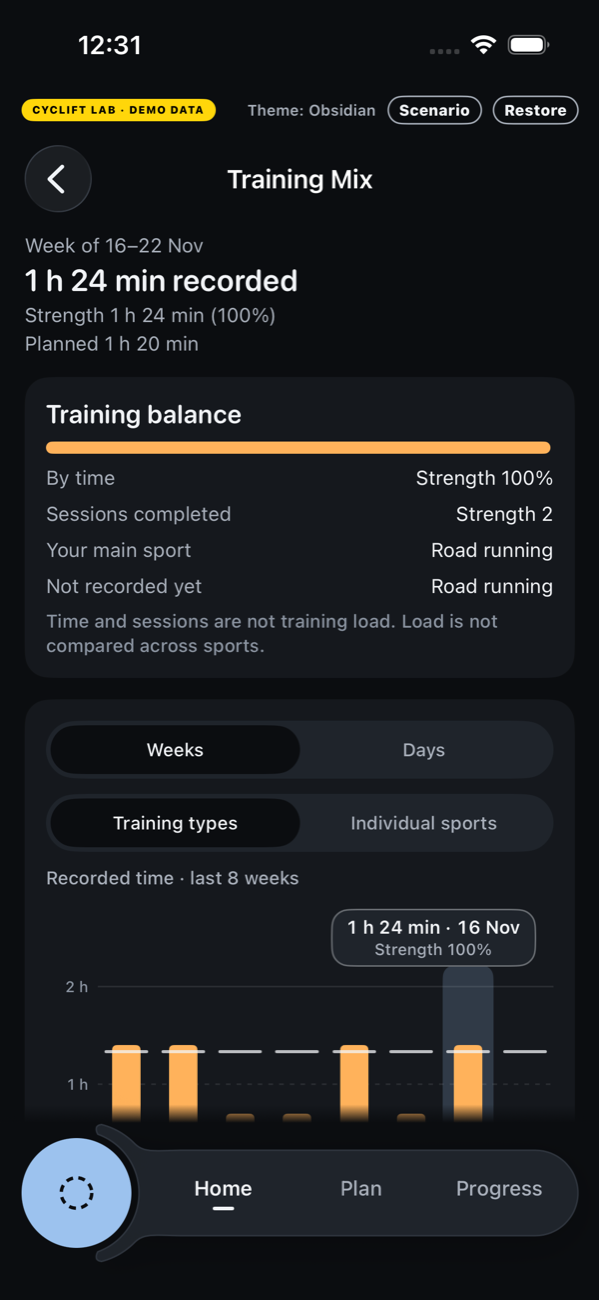 12:31
CYCLIFT LAB · DEMO DATA
Theme: Obsidian
Scenario
Restore
Training Mix
Week of 16–22 Nov
1 h 24 min recorded
Strength 1 h 24 min (100%)
Planned 1 h 20 min
Training balance
By time Strength 100%
Sessions completed Strength 2
Your main sport Road running
Not recorded yet Road running
Time and sessions are not training load. Load is not
compared across sports.
Weeks Days
Training types Individual sports
Recorded time · last 8 weeks
1 h 24 min · 16 Nov
Strength 100%
2 h
1 h
Home Plan Progress